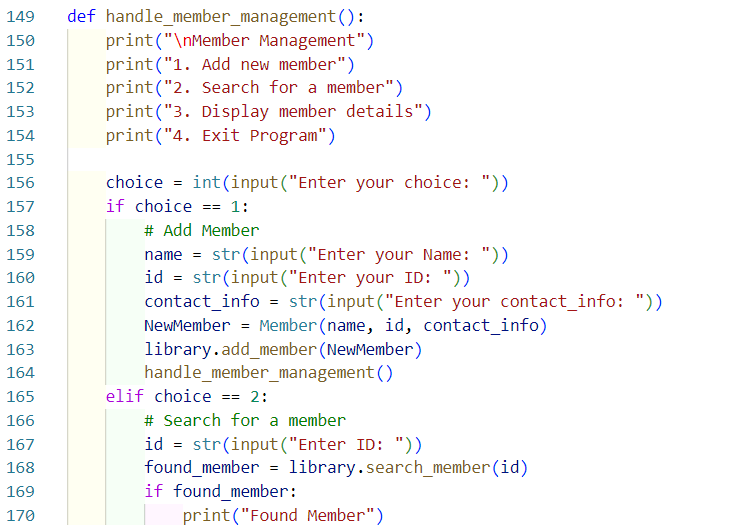 149 def handle_member_management():
150     print("\nMember Management")
151     print("1. Add new member")
152     print("2. Search for a member")
153     print("3. Display member details")
154     print("4. Exit Program")
155
156     choice = int(input("Enter your choice: "))
157     if choice == 1:
158         # Add Member
159         name = str(input("Enter your Name: "))
160         id = str(input("Enter your ID: "))
161         contact_info = str(input("Enter your contact_info: "))
162         NewMember = Member(name, id, contact_info)
163         library.add_member(NewMember)
164         handle_member_management()
165     elif choice == 2:
166         # Search for a member
167         id = str(input("Enter ID: "))
168         found_member = library.search_member(id)
169         if found_member:
170             print("Found Member")